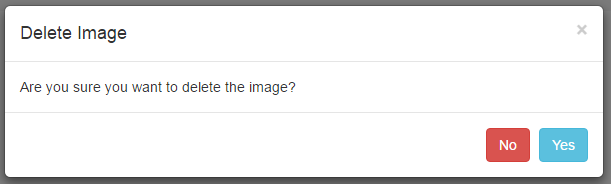 Delete Image ×
Are you sure you want to delete the image?
No Yes